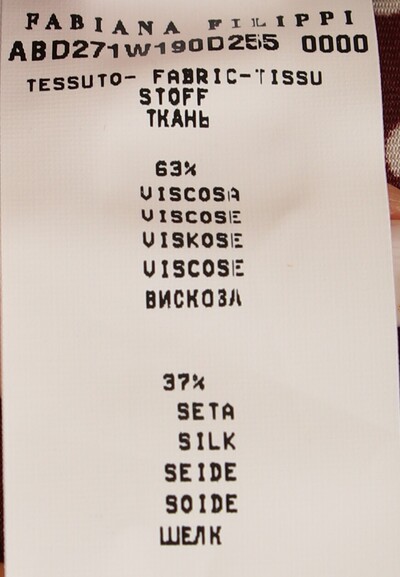 FABIANA FILIPPI
ABD271W190D255 0000
TESSUTO- FABRIC-TISSU
STOFF
ТКАНЬ
63%
VISCOSA
VISCOSE
VISKOSE
VISCOSE
ВИСКОЗА
37%
SETA
SILK
SEIDE
SOIDE
ШЕЛК